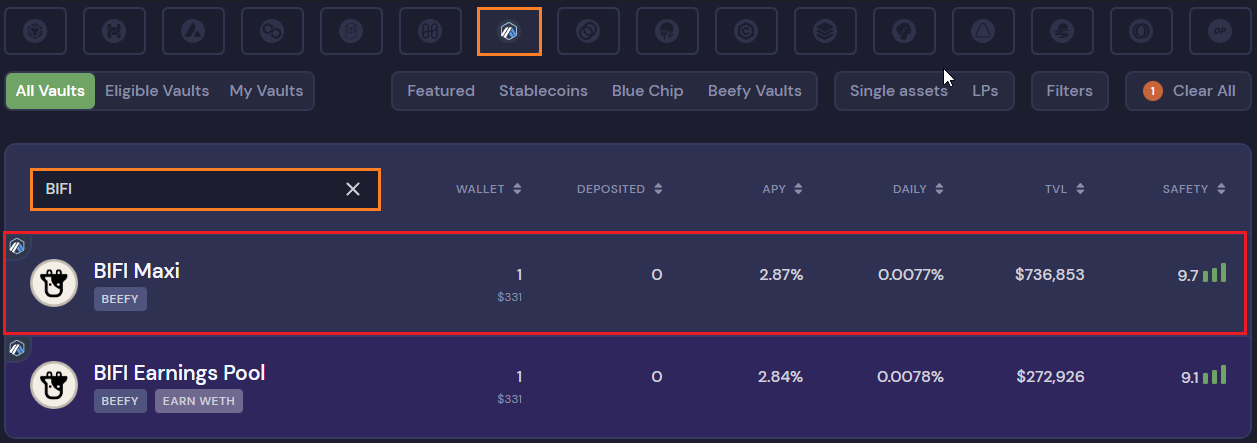 OP
All Vaults Eligible Vaults My Vaults Featured Stablecoins Blue Chip Beefy Vaults Single assets LPs Filters 1 Clear All
BIFI WALLET DEPOSITED APY DAILY TVL SAFETY
BIFI Maxi 1 0 2.87% 0.0077% $736,853 9.7
BEEFY $331
BIFI Earnings Pool 1 0 2.84% 0.0078% $272,926 9.1
BEEFY EARN WETH $331